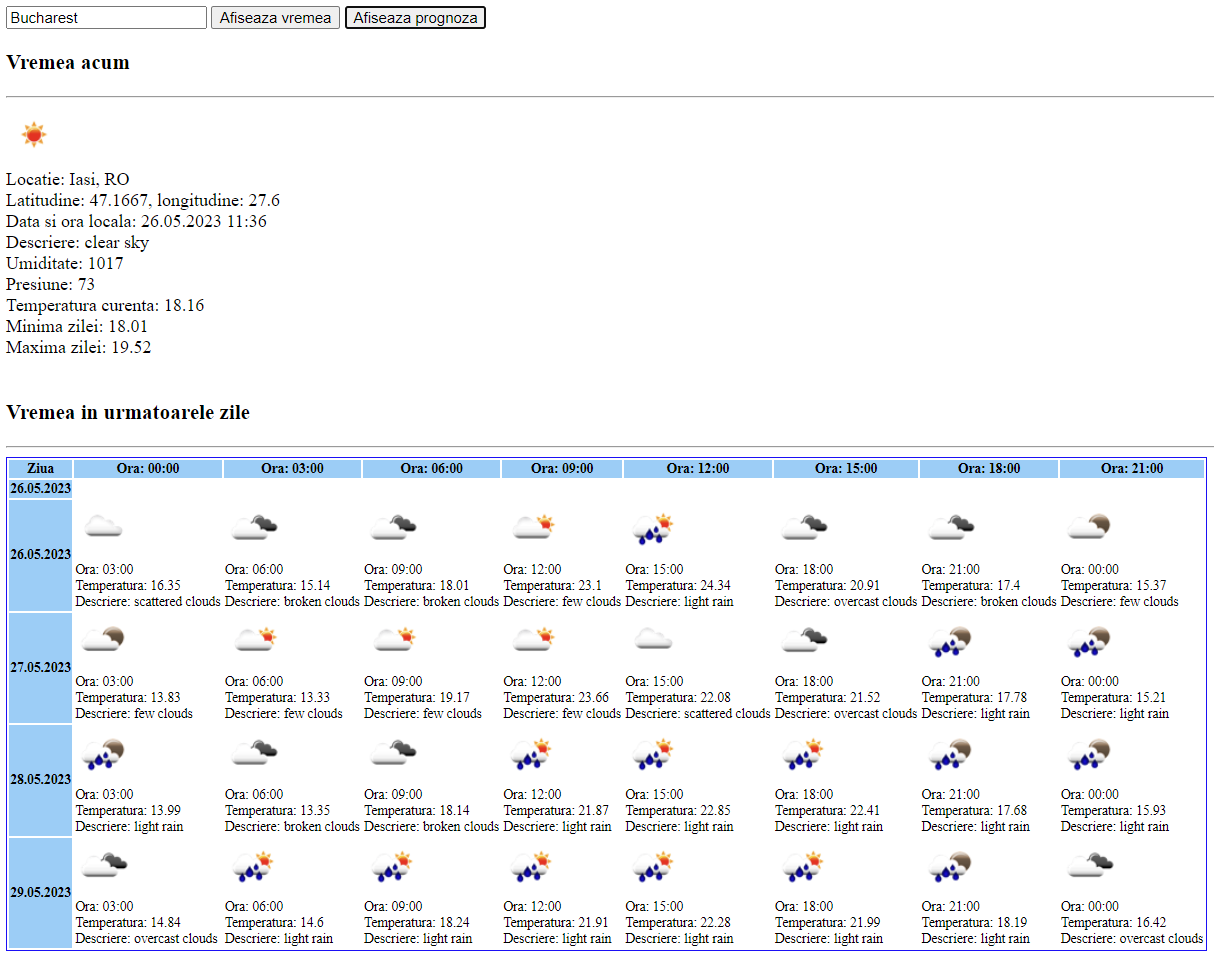 Bucharest Afiseaza vremea Afiseaza prognoza
Vremea acum
Locatie: Iasi, RO
Latitudine: 47.1667, longitudine: 27.6
Data si ora locala: 26.05.2023 11:36
Descriere: clear sky
Umiditate: 1017
Presiune: 73
Temperatura curenta: 18.16
Minima zilei: 18.01
Maxima zilei: 19.52
Vremea in urmatoarele zile
Ziua Ora: 00:00 Ora: 03:00 Ora: 06:00 Ora: 09:00 Ora: 12:00 Ora: 15:00 Ora: 18:00 Ora: 21:00
26.05.2023
26.05.2023
Ora: 03:00 Ora: 06:00 Ora: 09:00 Ora: 12:00 Ora: 15:00 Ora: 18:00 Ora: 21:00 Ora: 00:00
Temperatura: 16.35 Temperatura: 15.14 Temperatura: 18.01 Temperatura: 23.1 Temperatura: 24.34 Temperatura: 20.91 Temperatura: 17.4 Temperatura: 15.37
Descriere: scattered clouds Descriere: broken clouds Descriere: broken clouds Descriere: few clouds Descriere: light rain Descriere: overcast clouds Descriere: broken clouds Descriere: few clouds
27.05.2023
Ora: 03:00 Ora: 06:00 Ora: 09:00 Ora: 12:00 Ora: 15:00 Ora: 18:00 Ora: 21:00 Ora: 00:00
Temperatura: 13.83 Temperatura: 13.33 Temperatura: 19.17 Temperatura: 23.66 Temperatura: 22.08 Temperatura: 21.52 Temperatura: 17.78 Temperatura: 15.21
Descriere: few clouds Descriere: few clouds Descriere: few clouds Descriere: few clouds Descriere: scattered clouds Descriere: overcast clouds Descriere: light rain Descriere: light rain
28.05.2023
Ora: 03:00 Ora: 06:00 Ora: 09:00 Ora: 12:00 Ora: 15:00 Ora: 18:00 Ora: 21:00 Ora: 00:00
Temperatura: 13.99 Temperatura: 13.35 Temperatura: 18.14 Temperatura: 21.87 Temperatura: 22.85 Temperatura: 22.41 Temperatura: 17.68 Temperatura: 15.93
Descriere: light rain Descriere: broken clouds Descriere: broken clouds Descriere: light rain Descriere: light rain Descriere: light rain Descriere: light rain Descriere: light rain
29.05.2023
Ora: 03:00 Ora: 06:00 Ora: 09:00 Ora: 12:00 Ora: 15:00 Ora: 18:00 Ora: 21:00 Ora: 00:00
Temperatura: 14.84 Temperatura: 14.6 Temperatura: 18.24 Temperatura: 21.91 Temperatura: 22.28 Temperatura: 21.99 Temperatura: 18.19 Temperatura: 16.42
Descriere: overcast clouds Descriere: light rain Descriere: light rain Descriere: light rain Descriere: light rain Descriere: light rain Descriere: light rain Descriere: overcast clouds